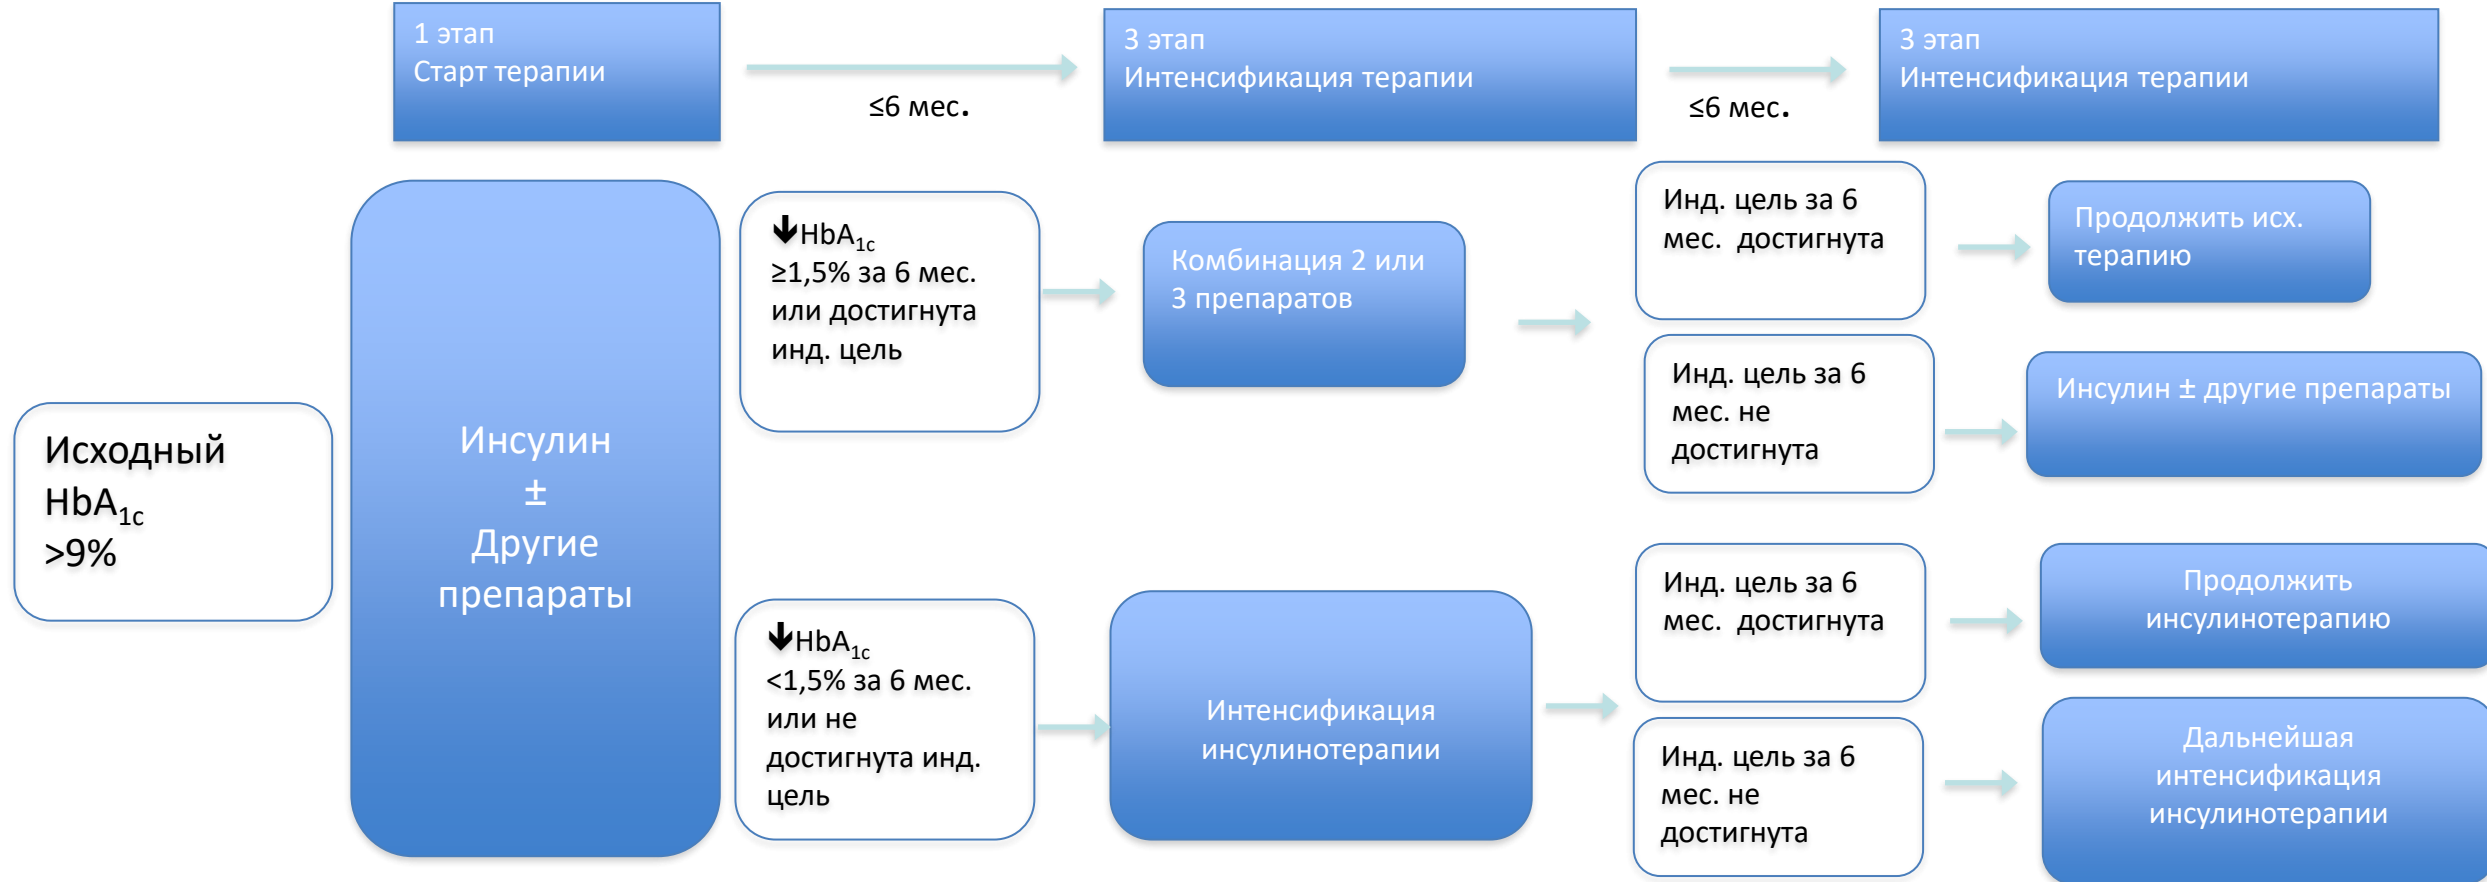 1 этап
Старт терапии
≤6 мес.
3 этап
Интенсификация терапии
≤6 мес.
3 этап
Интенсификация терапии
Исходный
HbA1c
>9%
Инсулин
±
Другие
препараты
🡻HbA1c
≥1,5% за 6 мес.
или достигнута
инд. цель
Комбинация 2 или
3 препаратов
Инд. цель за 6
мес. достигнута
Продолжить исх.
терапию
Инд. цель за 6
мес. не
достигнута
Инсулин ± другие препараты
🡻HbA1c
<1,5% за 6 мес.
или не
достигнута инд.
цель
Интенсификация
инсулинотерапии
Инд. цель за 6
мес. достигнута
Продолжить
инсулинотерапию
Инд. цель за 6
мес. не
достигнута
Дальнейшая
интенсификация
инсулинотерапии